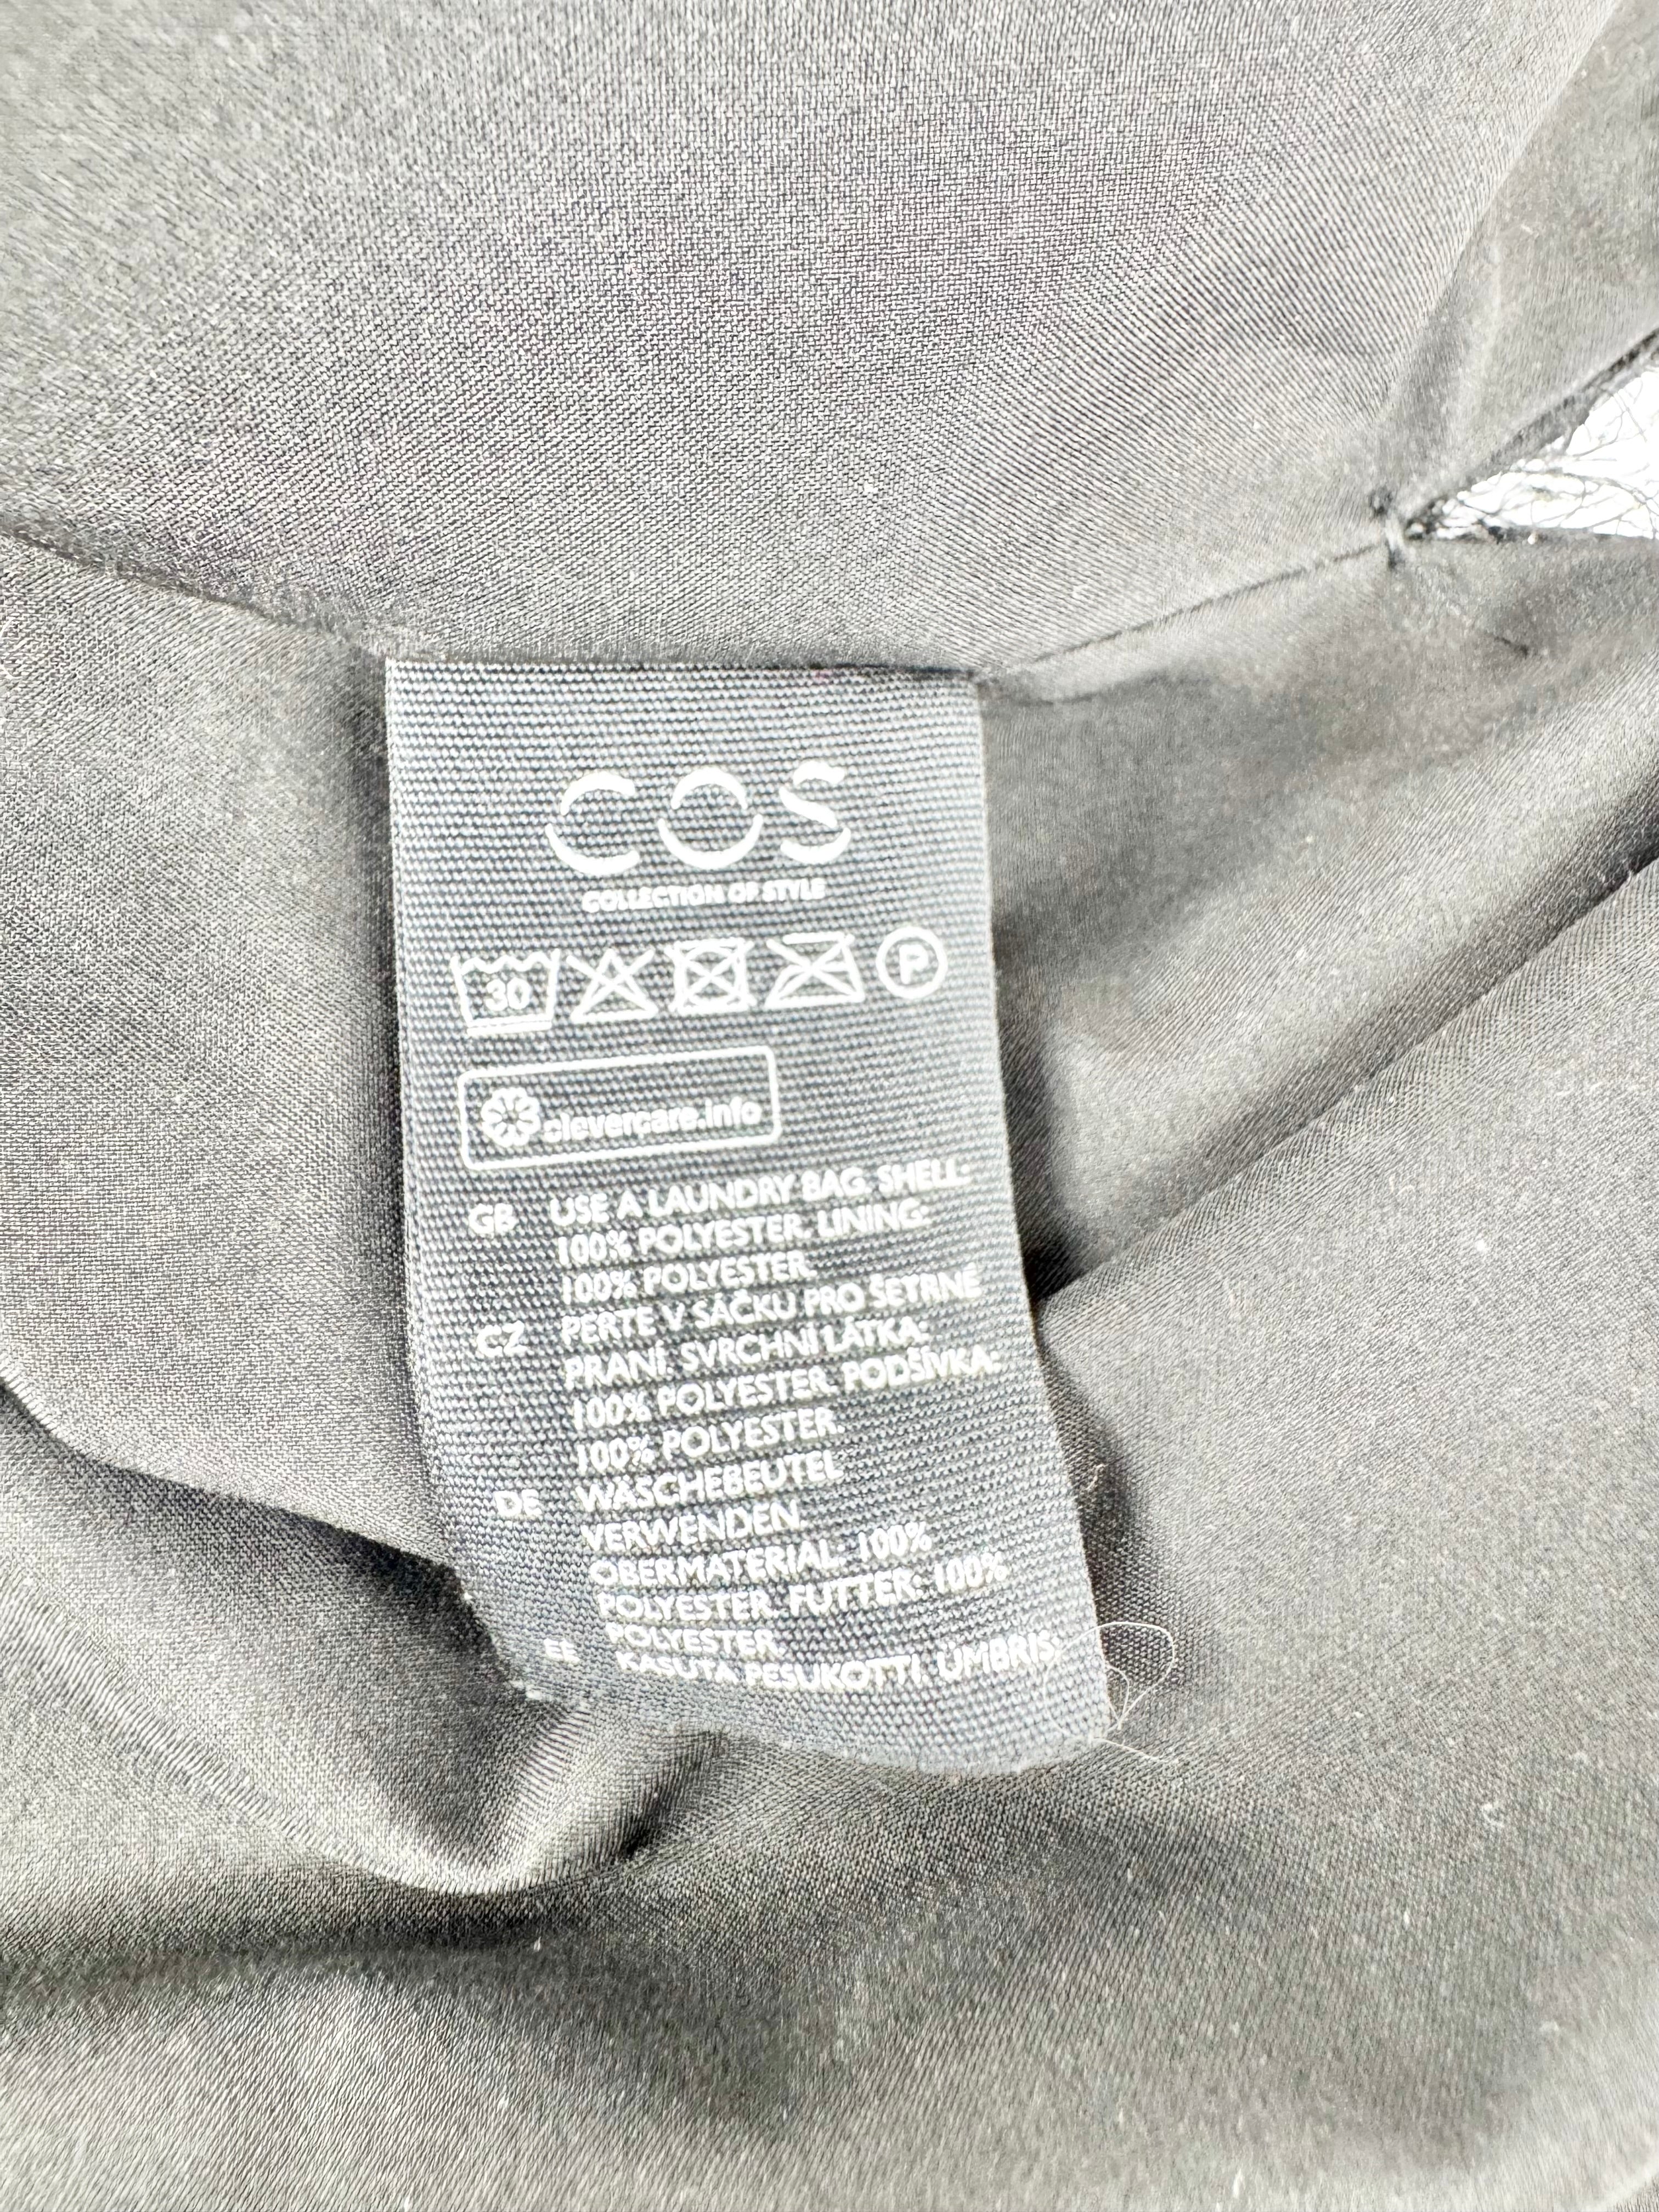 COS
COLLECTION OF STYLE
30 P
clevercare.info
GB USE A LAUNDRY BAG. SHELL:
100% POLYESTER. LINING:
100% POLYESTER.
CZ PERTE V SÁČKU PRO ŠETRNÉ
PRANÍ. SVRCHNÍ LÁTKA:
100% POLYESTER. PODŠÍVKA:
100% POLYESTER.
DE WÄSCHEBEUTEL
VERWENDEN.
OBERMATERIAL: 100%
POLYESTER. FUTTER: 100%
POLYESTER.
EE KASUTA PESUKOTTI. ÜMBRIS: